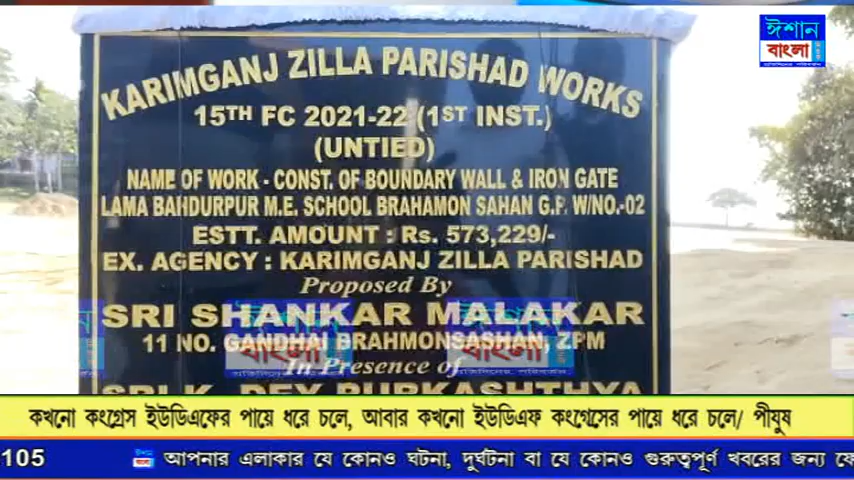 ঈশান
বাংলা
KARIMGANJ ZILLA PARISHAD WORKS
15TH FC 2021-22 (1ST INST.)
(UNTIED)
NAME OF WORK - CONST. OF BOUNDARY WALL & IRON GATE
LAMA BAHDURPUR M.E. SCHOOL BRAHAMON SAHAN G.P. W/NO.-02
ESTT. AMOUNT : Rs. 573,229/-
EX. AGENCY : KARIMGANJ ZILLA PARISHAD
Proposed By
SRI SHANKAR MALAKAR
11 NO. GANDHAI BRAHMONSASHAN, ZPM
In Presence of
SRI K. DEY PURKASHTHYA
কখনো কংগ্রেস ইউডিএফের পায়ে ধরে চলে, আবার কখনো ইউডিএফ কংগ্রেসের পায়ে ধরে চলে/ পীযুষ
105 আপনার এলাকার যে কোনও ঘটনা, দুর্ঘটনা বা যে কোনও গুরুত্বপূর্ণ খবরের জন্য ফো